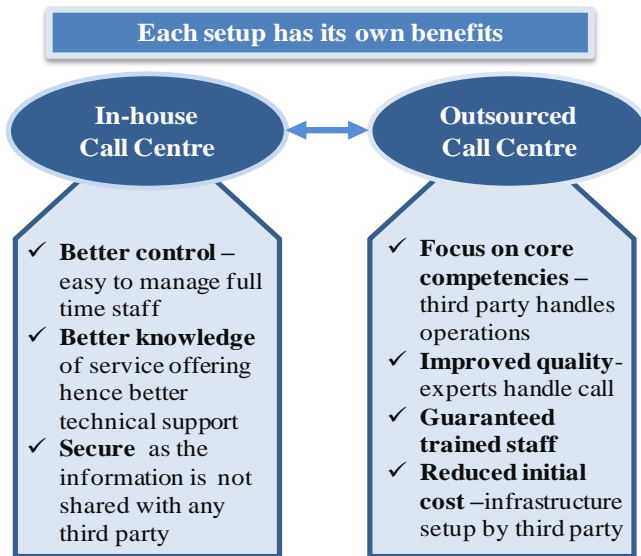 Each setup has its own benefits
In-house
Call Centre
✓ Better control –
easy to manage full
time staff
✓ Better knowledge
of service offering
hence better
technical support
✓ Secure as the
information is not
shared with any
third party
Outsourced
Call Centre
✓ Focus on core
competencies –
third party handles
operations
✓ Improved quality-
experts handle call
✓ Guaranteed
trained staff
✓ Reduced initial
cost –infrastructure
setup by third party